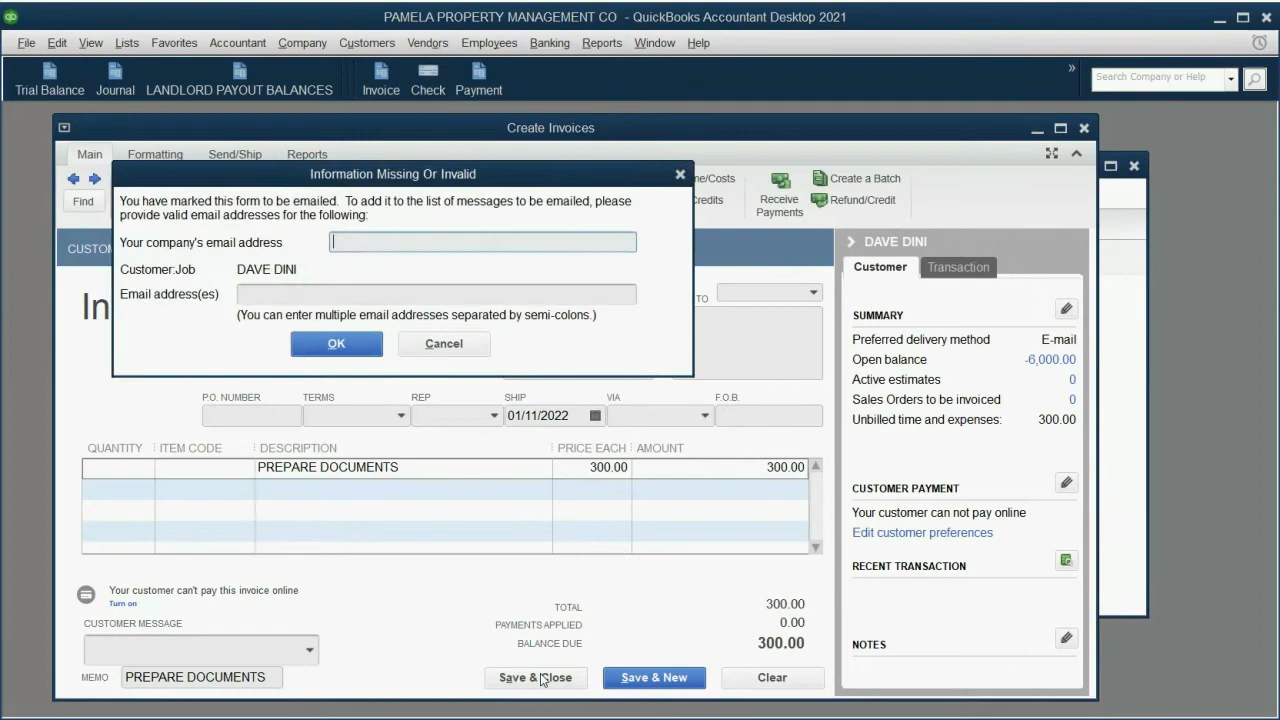 PAMELA PROPERTY MANAGEMENT CO - QuickBooks Accountant Desktop 2021
File Edit View Lists Favorites Accountant Company Customers Vendors Employees Banking Reports Window Help
Trial Balance Journal LANDLORD PAYOUT BALANCES Invoice Check Payment
» Search Company or Help
Create Invoices
Main Formatting Send/Ship Reports
Find
Information Missing Or Invalid
You have marked this form to be emailed. To add it to the list of messages to be emailed, please
provide valid email addresses for the following:
Your company's email address
Customer:Job DAVE DINI
Email address(es)
(You can enter multiple email addresses separated by semi-colons.)
OK Cancel
me/Costs
redits
Receive
Payments
Create a Batch
Refund/Credit
CUSTO
In
TO
P.O. NUMBER TERMS REP SHIP VIA F.O.B.
01/11/2022
QUANTITY ITEM CODE DESCRIPTION PRICE EACH AMOUNT
PREPARE DOCUMENTS 300.00 300.00
Your customer can't pay this invoice online
Turn on
CUSTOMER MESSAGE
MEMO PREPARE DOCUMENTS
TOTAL 300.00
PAYMENTS APPLIED 0.00
BALANCE DUE 300.00
Save & Close Save & New Clear
DAVE DINI
Customer Transaction
SUMMARY
Preferred delivery method E-mail
Open balance -6,000.00
Active estimates 0
Sales Orders to be invoiced 0
Unbilled time and expenses: 300.00
CUSTOMER PAYMENT
Your customer can not pay online
Edit customer preferences
RECENT TRANSACTION
NOTES